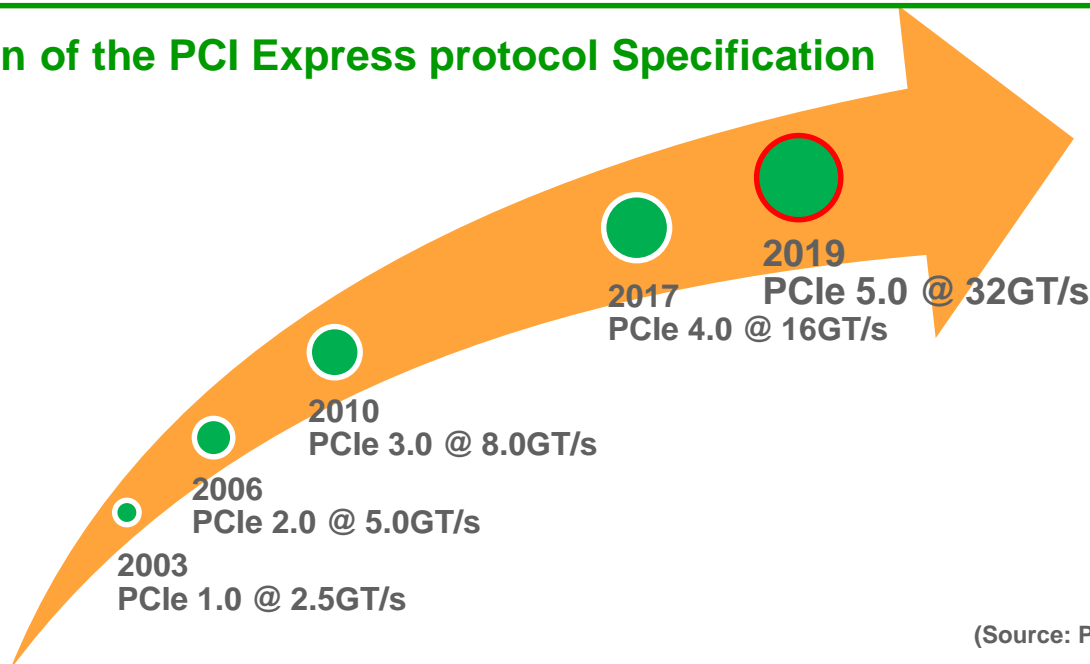 n of the PCI Express protocol Specification
2019
PCIe 5.0 @ 32GT/s
2017
PCIe 4.0 @ 16GT/s
2010
PCIe 3.0 @ 8.0GT/s
2006
PCIe 2.0 @ 5.0GT/s
2003
PCIe 1.0 @ 2.5GT/s
(Source: P